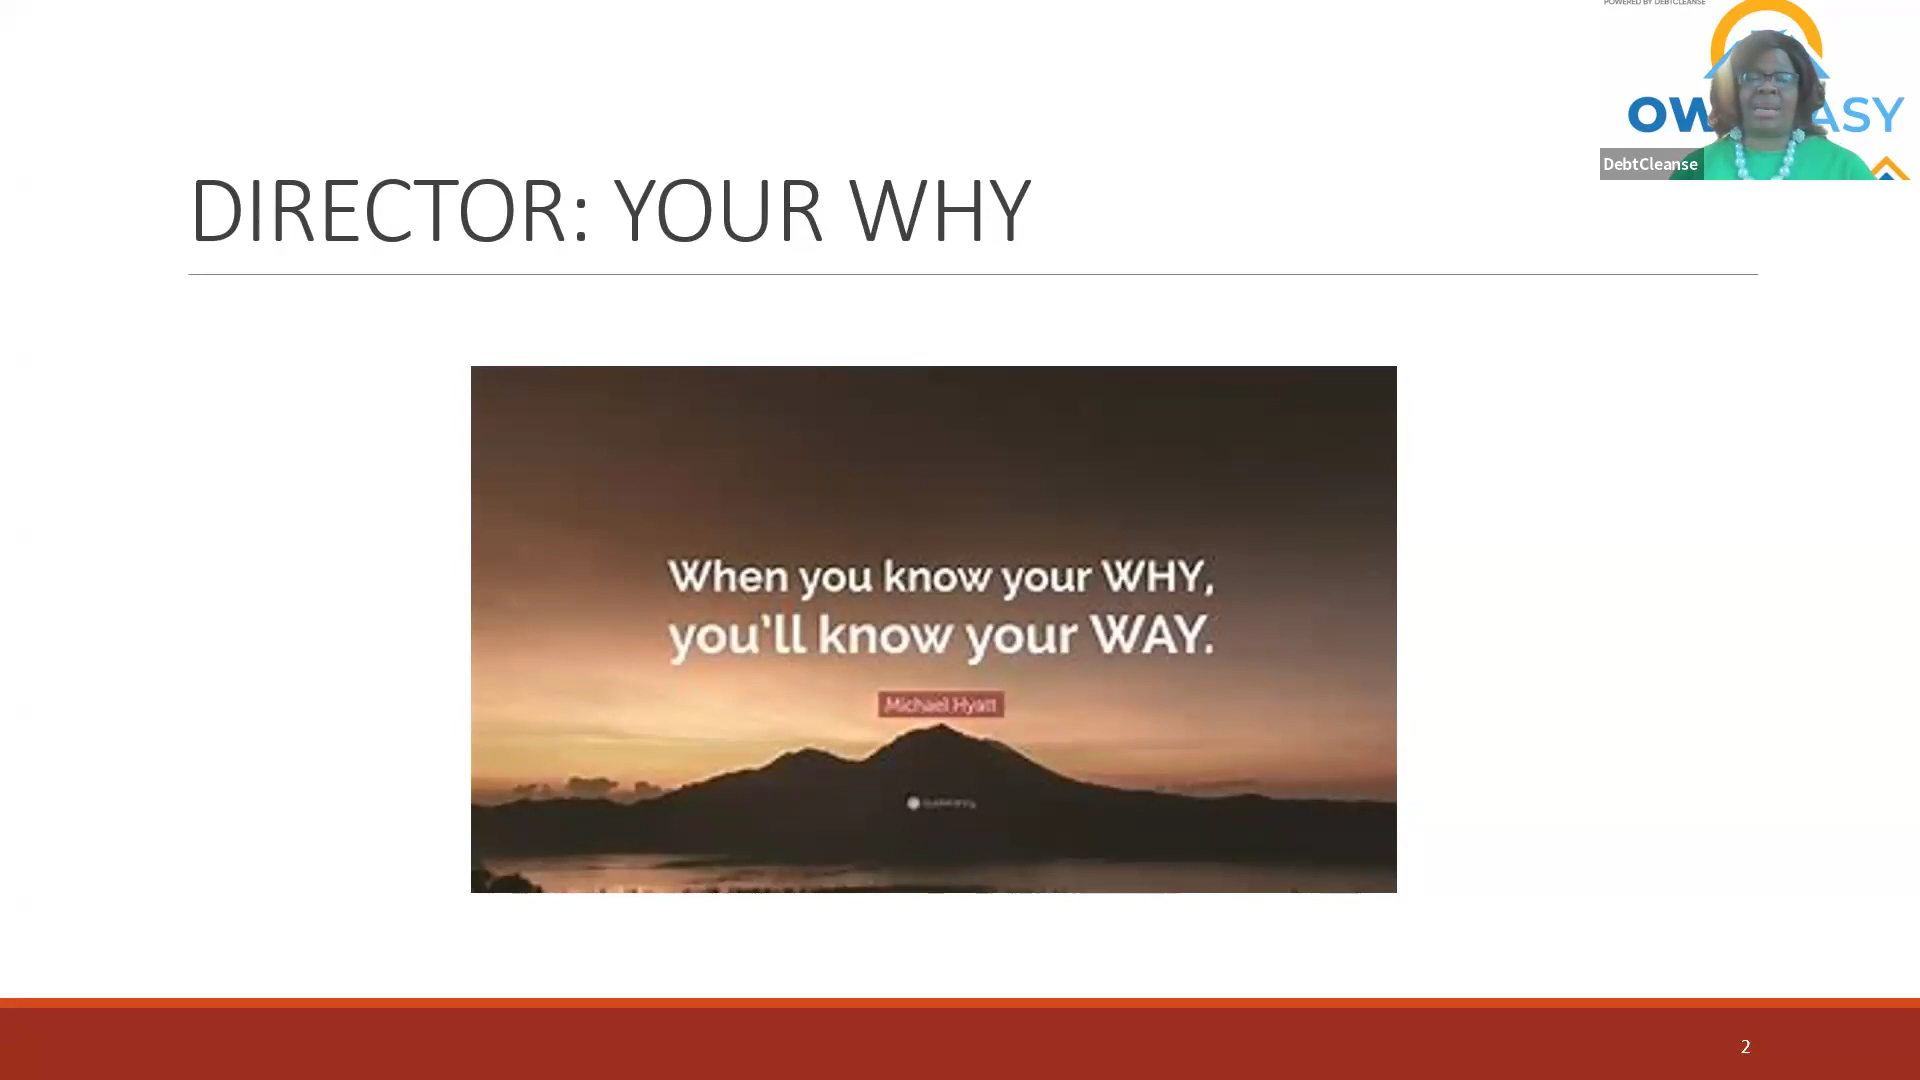 POWERED BY DEBTCLEANSE
OW ASY
DebtCleanse
DIRECTOR: YOUR WHY
When you know your WHY,
you'll know your WAY.
Michael Hyatt
2